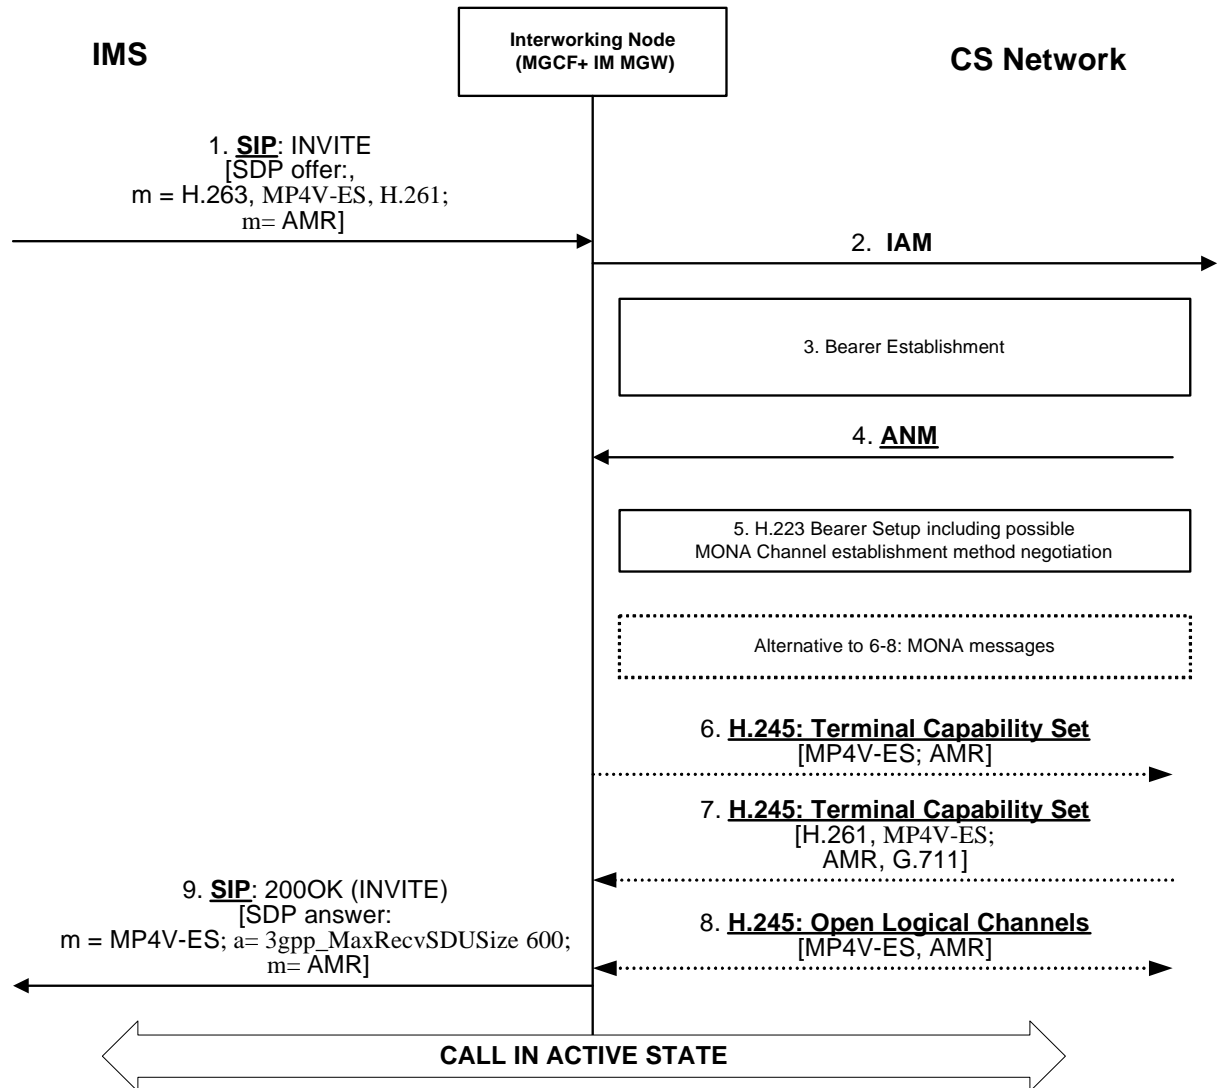 IMS
Interworking Node
(MGCF+ IM MGW)
CS Network
1. SIP: INVITE
[SDP offer:,
m = H.263, MP4V-ES, H.261;
m= AMR]
2. IAM
3. Bearer Establishment
4. ANM
5. H.223 Bearer Setup including possible
MONA Channel establishment method negotiation
Alternative to 6-8: MONA messages
6. H.245: Terminal Capability Set
[MP4V-ES; AMR]
7. H.245: Terminal Capability Set
[H.261, MP4V-ES;
AMR, G.711]
9. SIP: 200OK (INVITE)
[SDP answer:
m = MP4V-ES; a= 3gpp_MaxRecvSDUSize 600;
m= AMR]
8. H.245: Open Logical Channels
[MP4V-ES, AMR]
CALL IN ACTIVE STATE